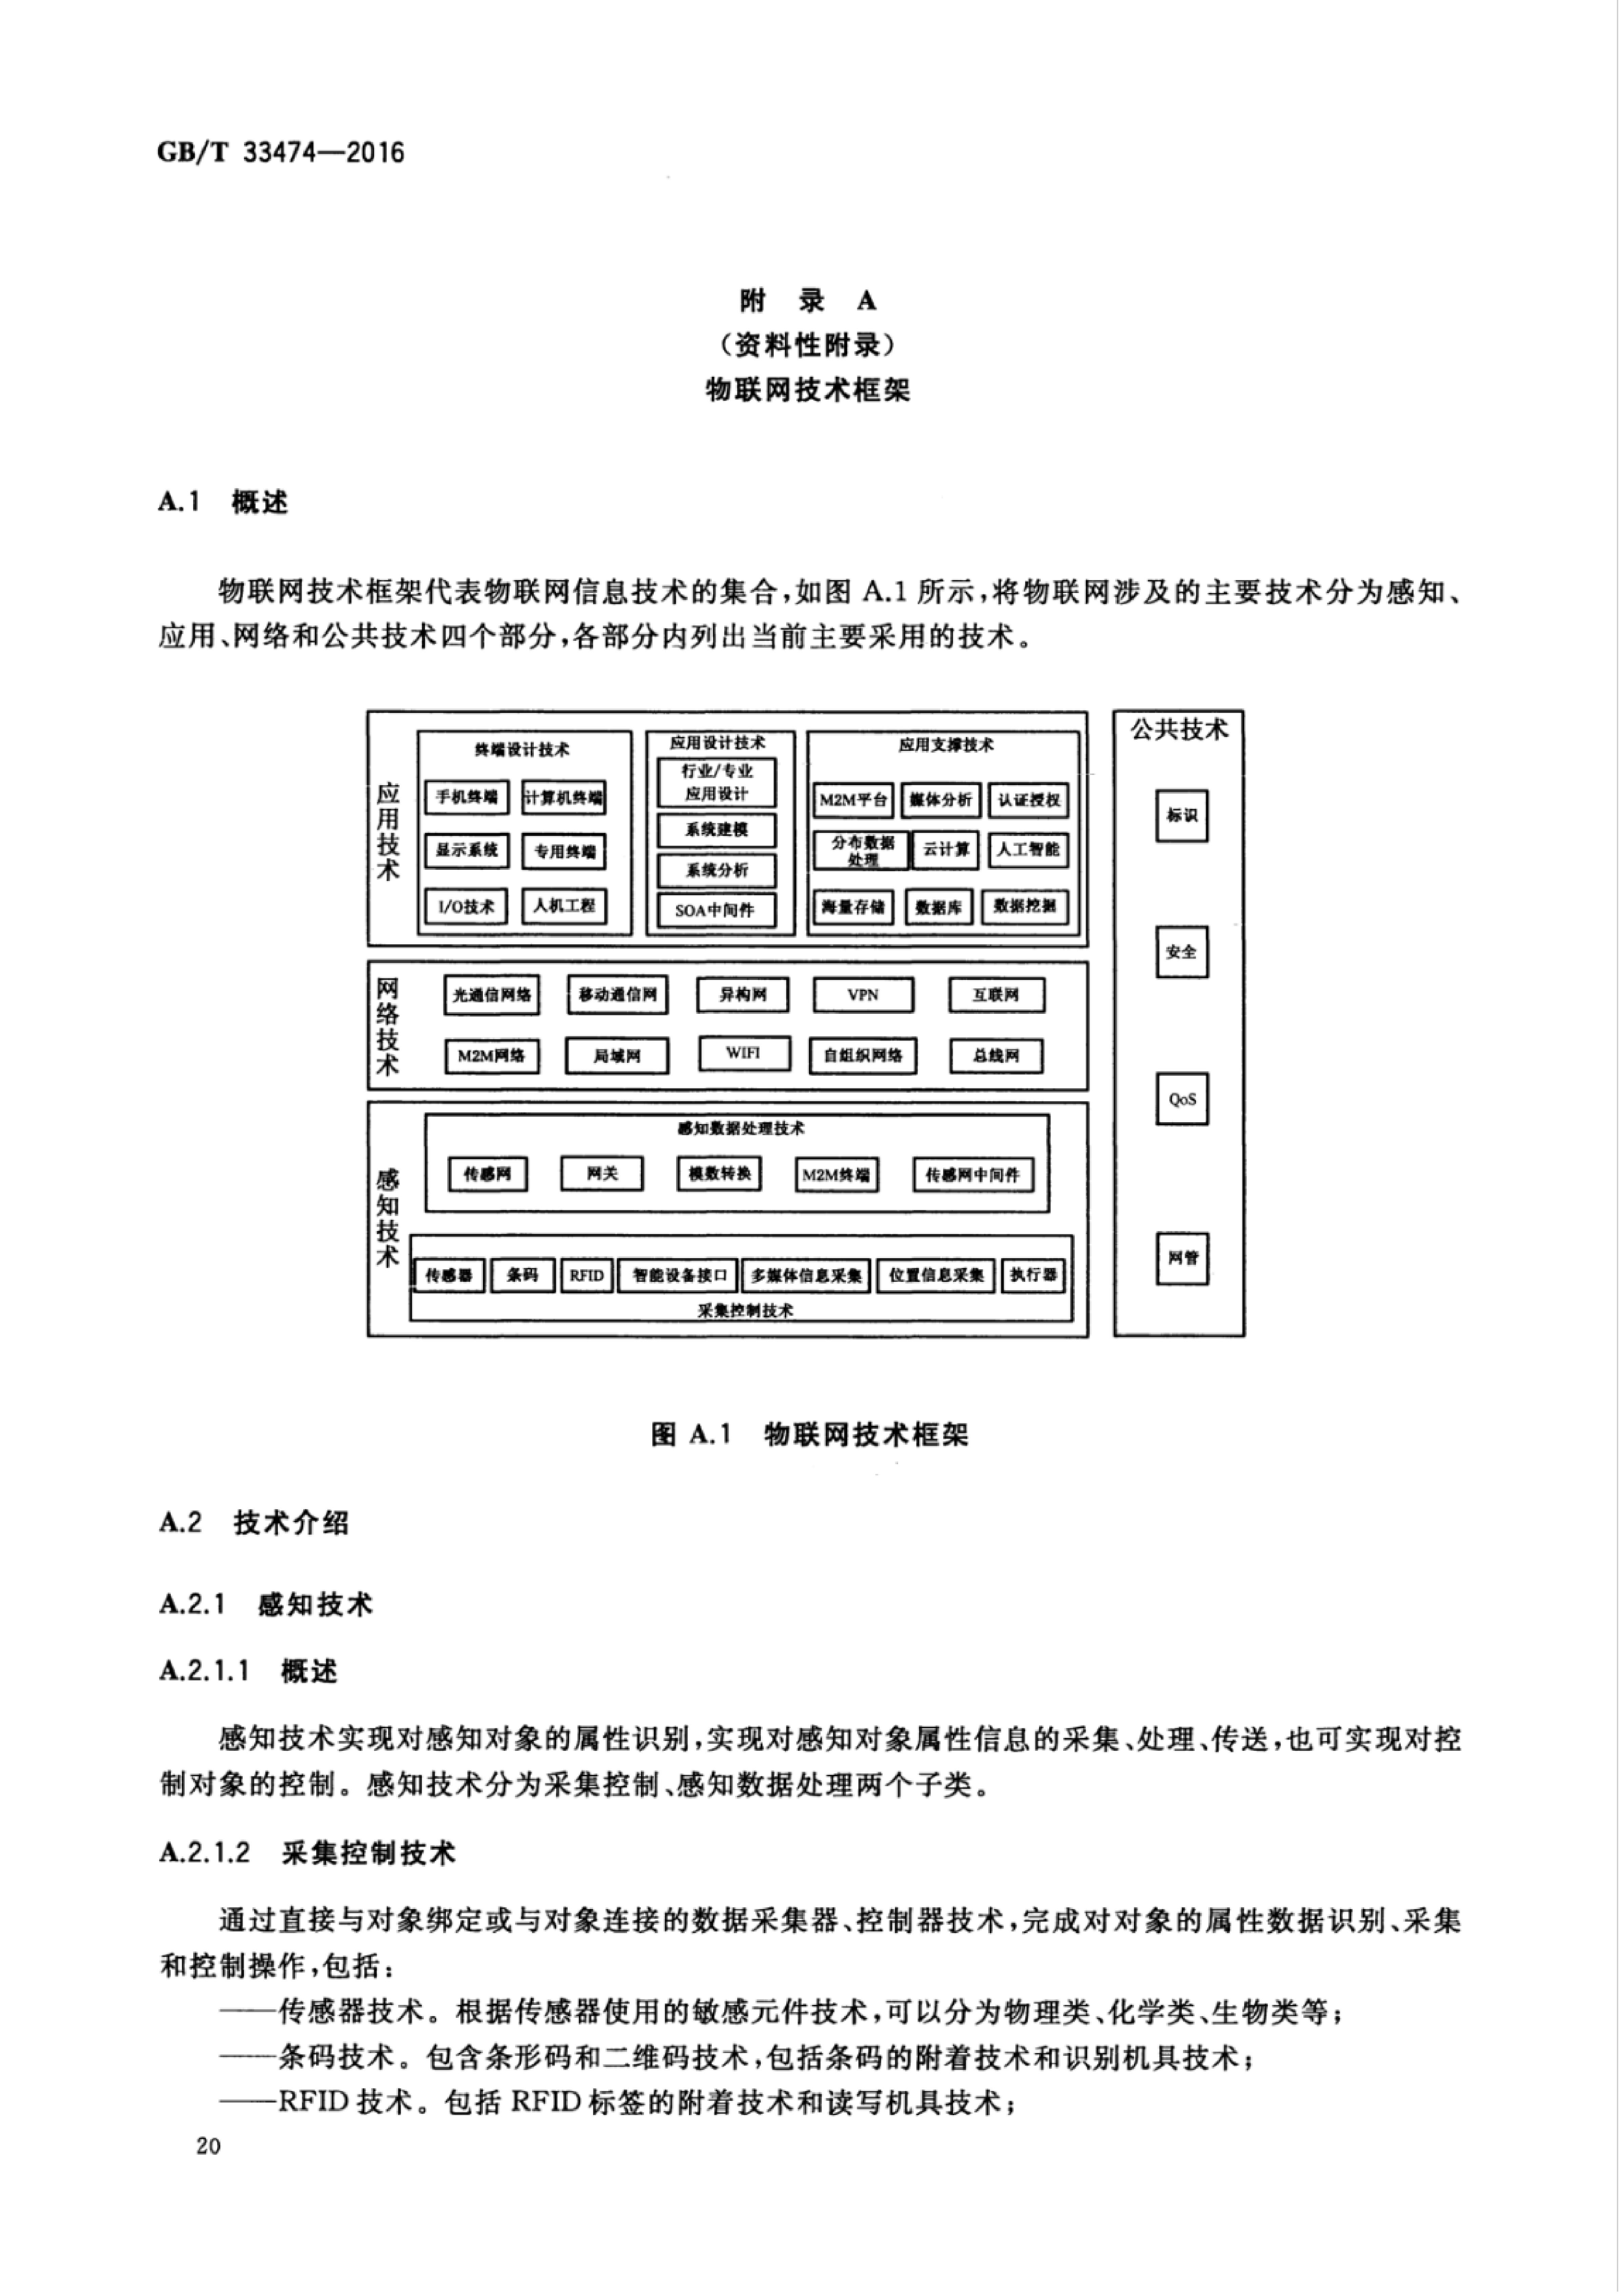 GB/T 33474—2016
附 录 A
（资料性附录）
物联网技术框架
A.1 概述
物联网技术框架代表物联网信息技术的集合,如图 A.1 所示,将物联网涉及的主要技术分为感知、
应用、网络和公共技术四个部分,各部分内列出当前主要采用的技术。
应用技术
终端设计技术
手机终端 计算机终端
显示系统 专用终端
I/O技术 人机工程
应用设计技术
行业/专业
应用设计
系统建模
系统分析
SOA中间件
应用支撑技术
M2M平台 媒体分析 认证授权
分布数据
处理
云计算 人工智能
海量存储 数据库 数据挖掘
网络技术
光通信网络 移动通信网 异构网 VPN 互联网
M2M网络 局域网 WIFI 自组织网络 总线网
感知技术
感知数据处理技术
传感网 网关 模数转换 M2M终端 传感网中间件
传感器 条码 RFID 智能设备接口 多媒体信息采集 位置信息采集 执行器
采集控制技术
公共技术
标识
安全
QoS
网管
图 A.1 物联网技术框架
A.2 技术介绍
A.2.1 感知技术
A.2.1.1 概述
感知技术实现对感知对象的属性识别,实现对感知对象属性信息的采集、处理、传送,也可实现对控
制对象的控制。感知技术分为采集控制、感知数据处理两个子类。
A.2.1.2 采集控制技术
通过直接与对象绑定或与对象连接的数据采集器、控制器技术,完成对对象的属性数据识别、采集
和控制操作,包括：
——传感器技术。根据传感器使用的敏感元件技术,可以分为物理类、化学类、生物类等；
——条码技术。包含条形码和二维码技术,包括条码的附着技术和识别机具技术；
——RFID 技术。包括 RFID 标签的附着技术和读写机具技术；
20